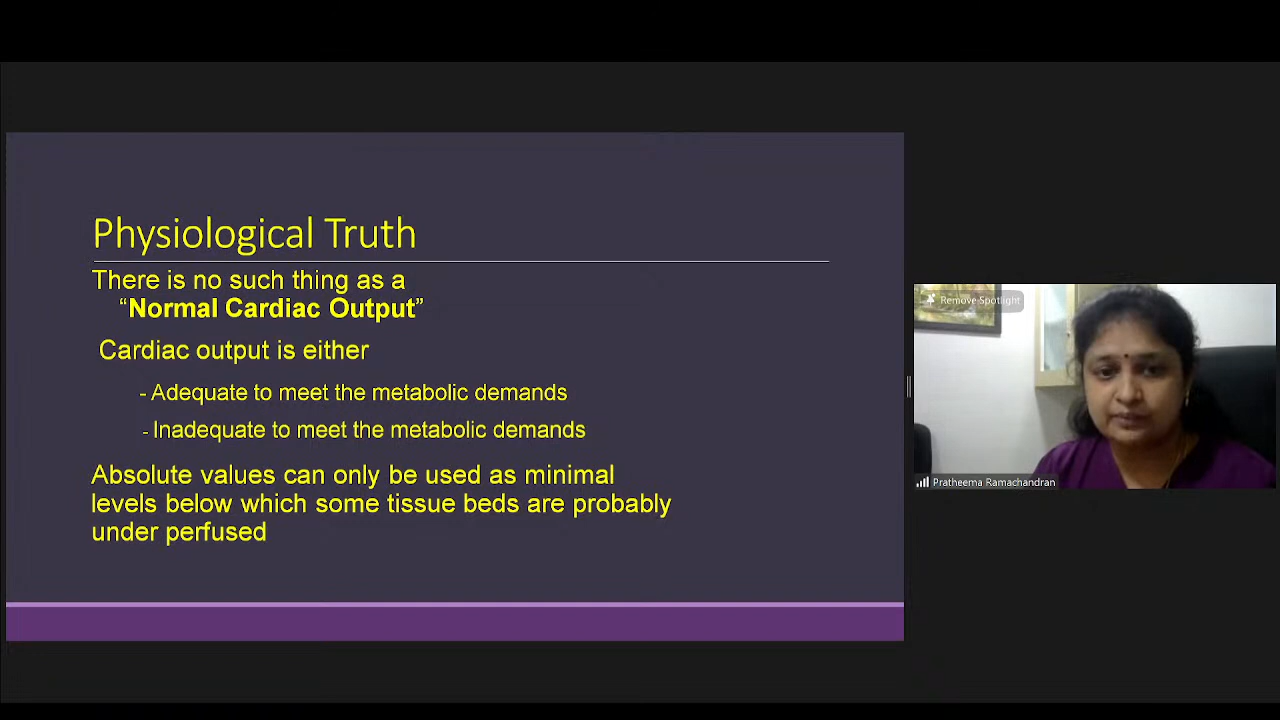 Physiological Truth
There is no such thing as a
“Normal Cardiac Output”
Cardiac output is either
- Adequate to meet the metabolic demands
- Inadequate to meet the metabolic demands
Absolute values can only be used as minimal
levels below which some tissue beds are probably
under perfused
Remove Spotlight
Pratheema Ramachandran